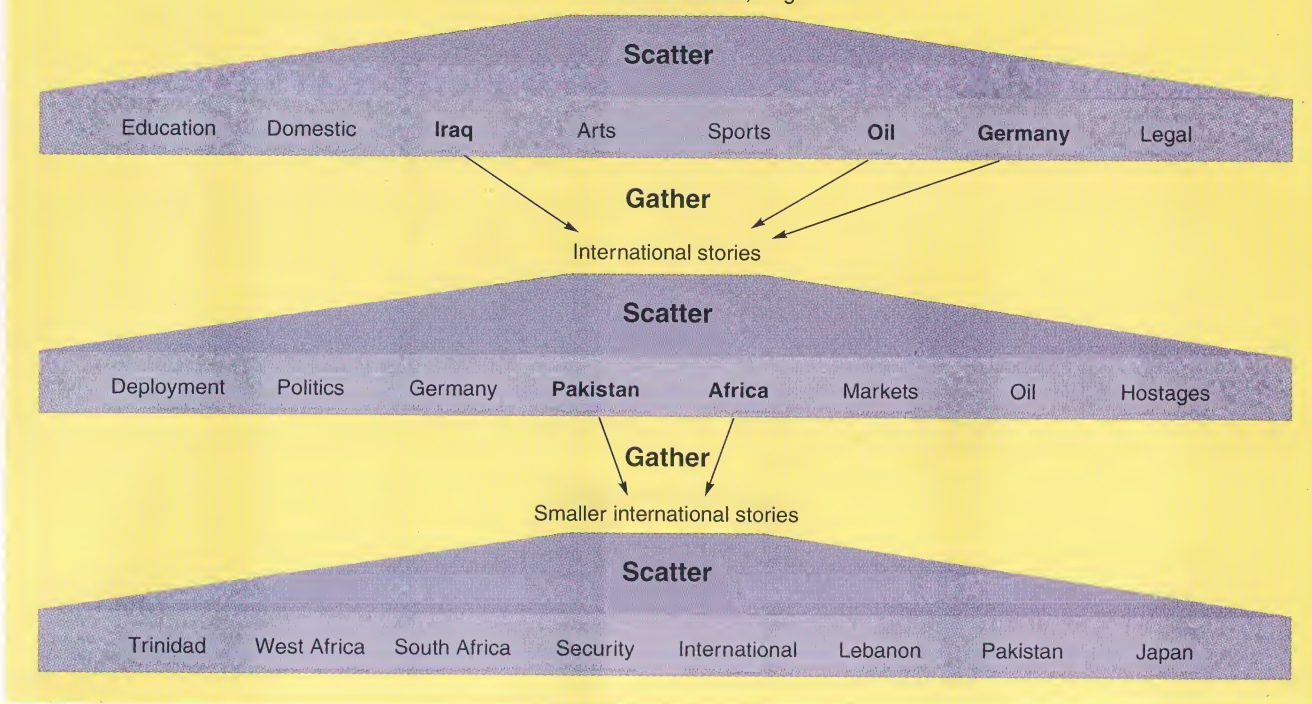 Scatter
Education Domestic Iraq Arts Sports Oil Germany Legal
Gather
International stories
Scatter
Deployment Politics Germany Pakistan Africa Markets Oil Hostages
Gather
Smaller international stories
Scatter
Trinidad West Africa South Africa Security International Lebanon Pakistan Japan